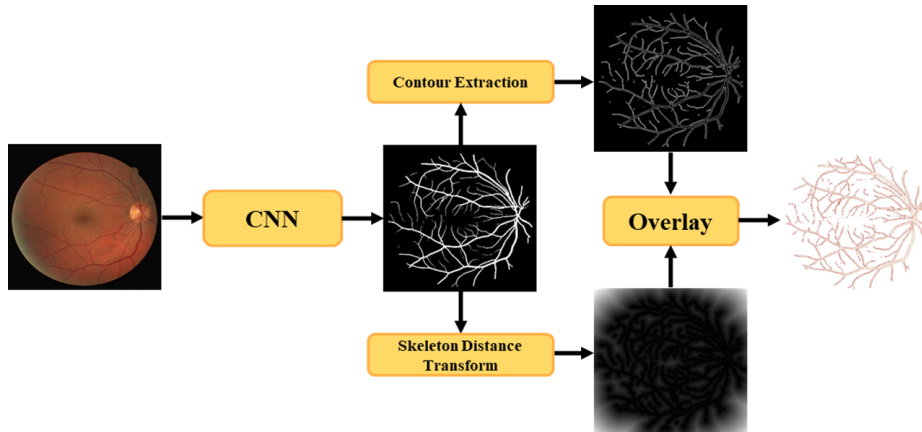 Contour Extraction
CNN
Overlay
Skeleton Distance
Transform